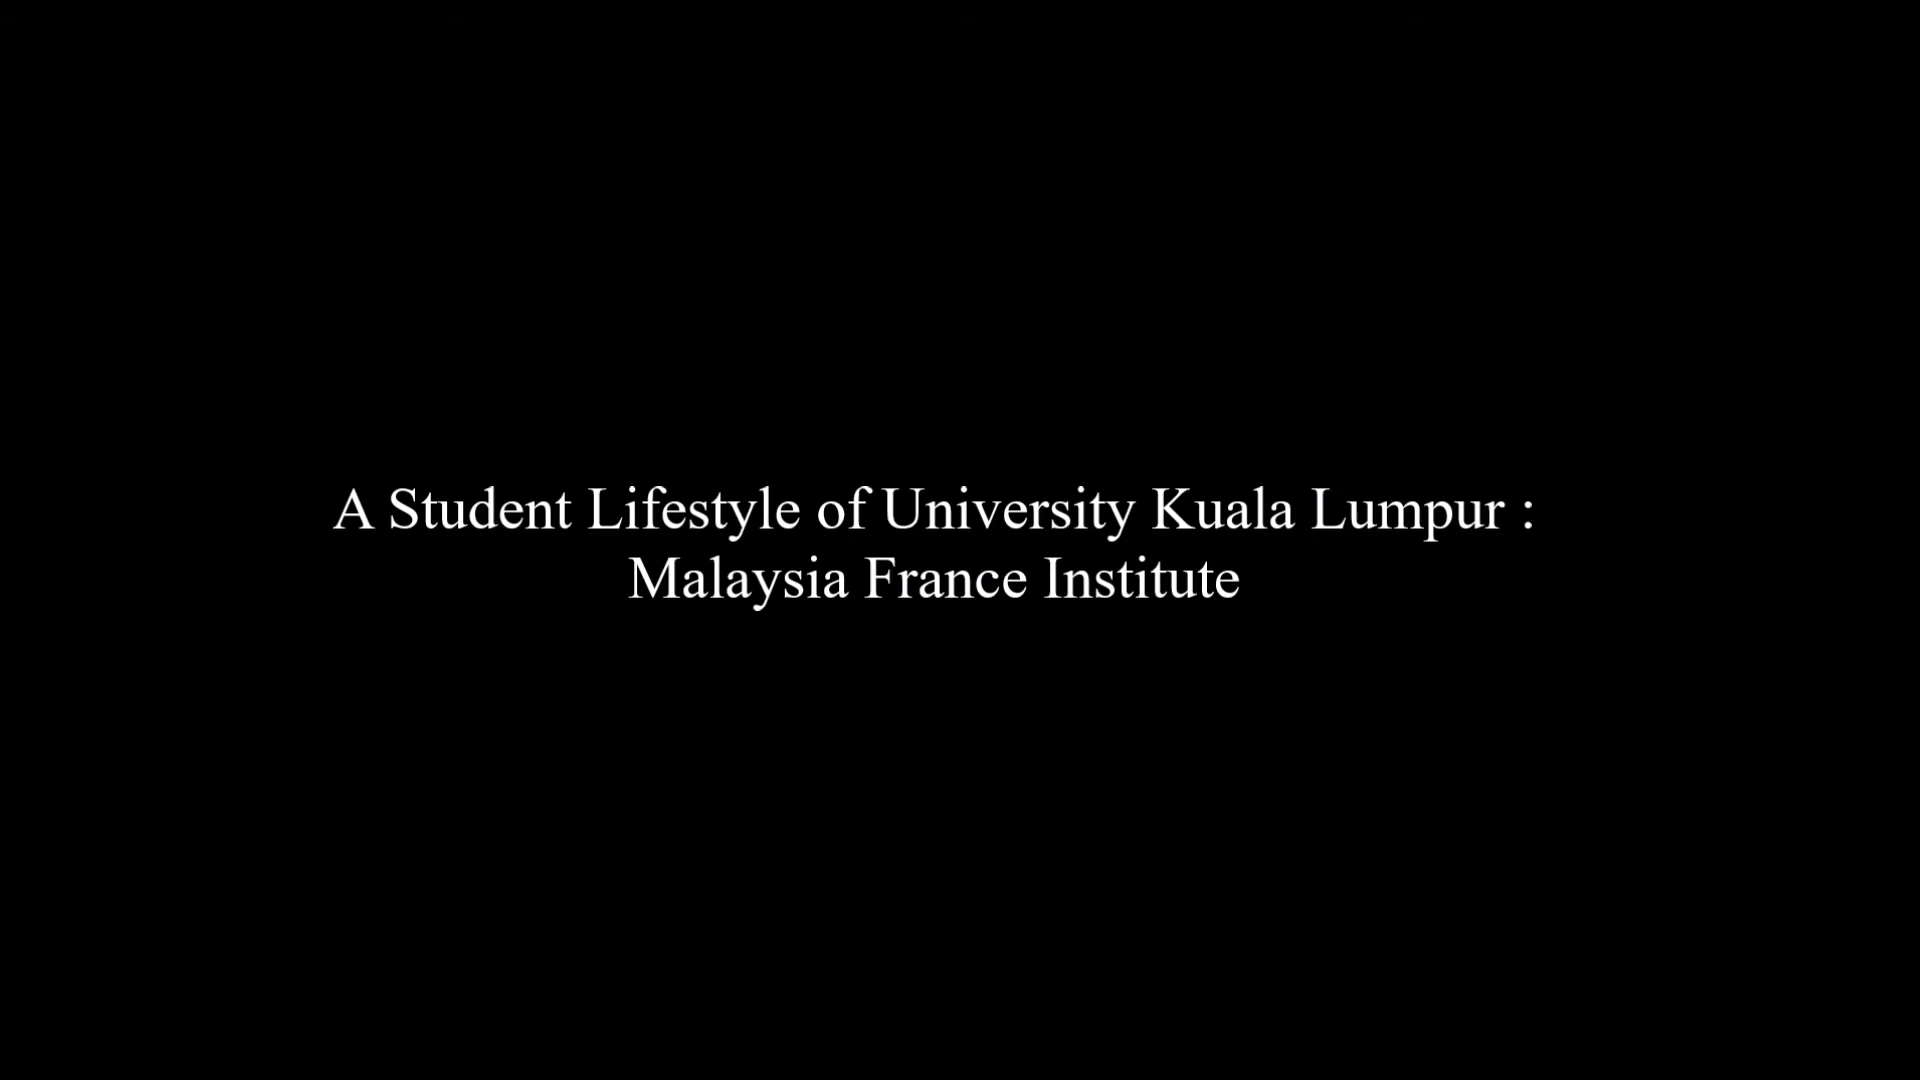 A Student Lifestyle of University Kuala Lumpur :
Malaysia France Institute